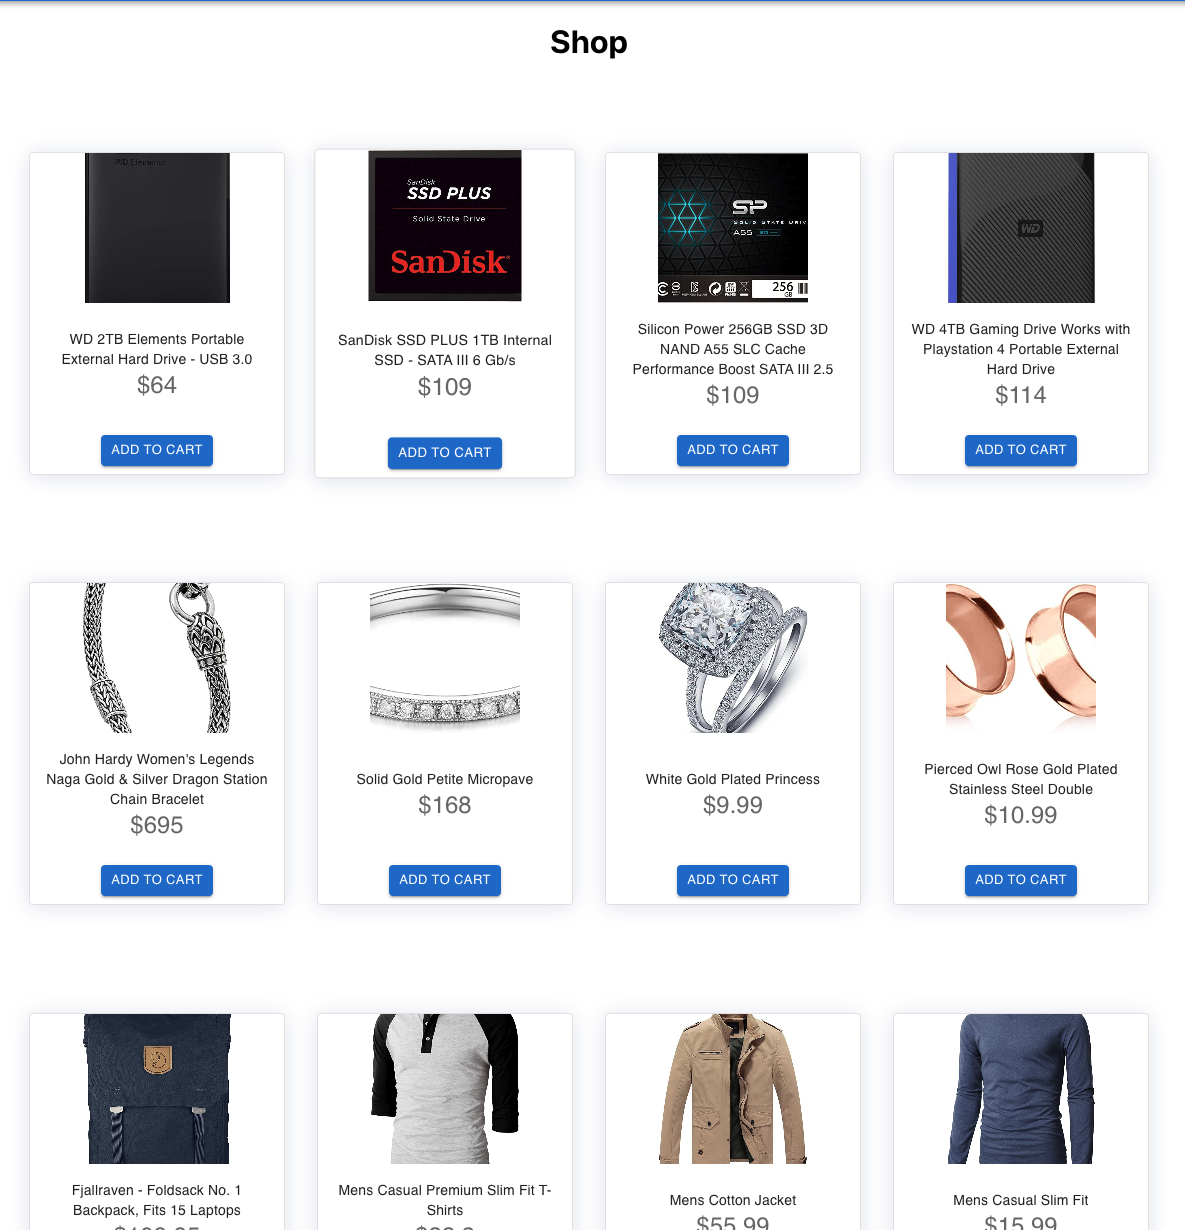 Shop
WD Elements
SanDisk
SSD PLUS
Solid State Drive
SanDisk
SP
SOLID STATE DRIV
A55
256
GB
WD
WD 2TB Elements Portable
External Hard Drive - USB 3.0
$64
ADD TO CART
SanDisk SSD PLUS 1TB Internal
SSD - SATA III 6 Gb/s
$109
ADD TO CART
Silicon Power 256GB SSD 3D
NAND A55 SLC Cache
Performance Boost SATA III 2.5
$109
ADD TO CART
WD 4TB Gaming Drive Works with
Playstation 4 Portable External
Hard Drive
$114
ADD TO CART
John Hardy Women's Legends
Naga Gold & Silver Dragon Station
Chain Bracelet
$695
ADD TO CART
Solid Gold Petite Micropave
$168
ADD TO CART
White Gold Plated Princess
$9.99
ADD TO CART
Pierced Owl Rose Gold Plated
Stainless Steel Double
$10.99
ADD TO CART
Fjallraven - Foldsack No. 1
Backpack, Fits 15 Laptops
Mens Casual Premium Slim Fit T-
Shirts
Mens Cotton Jacket
$55.99
Mens Casual Slim Fit
$15.99